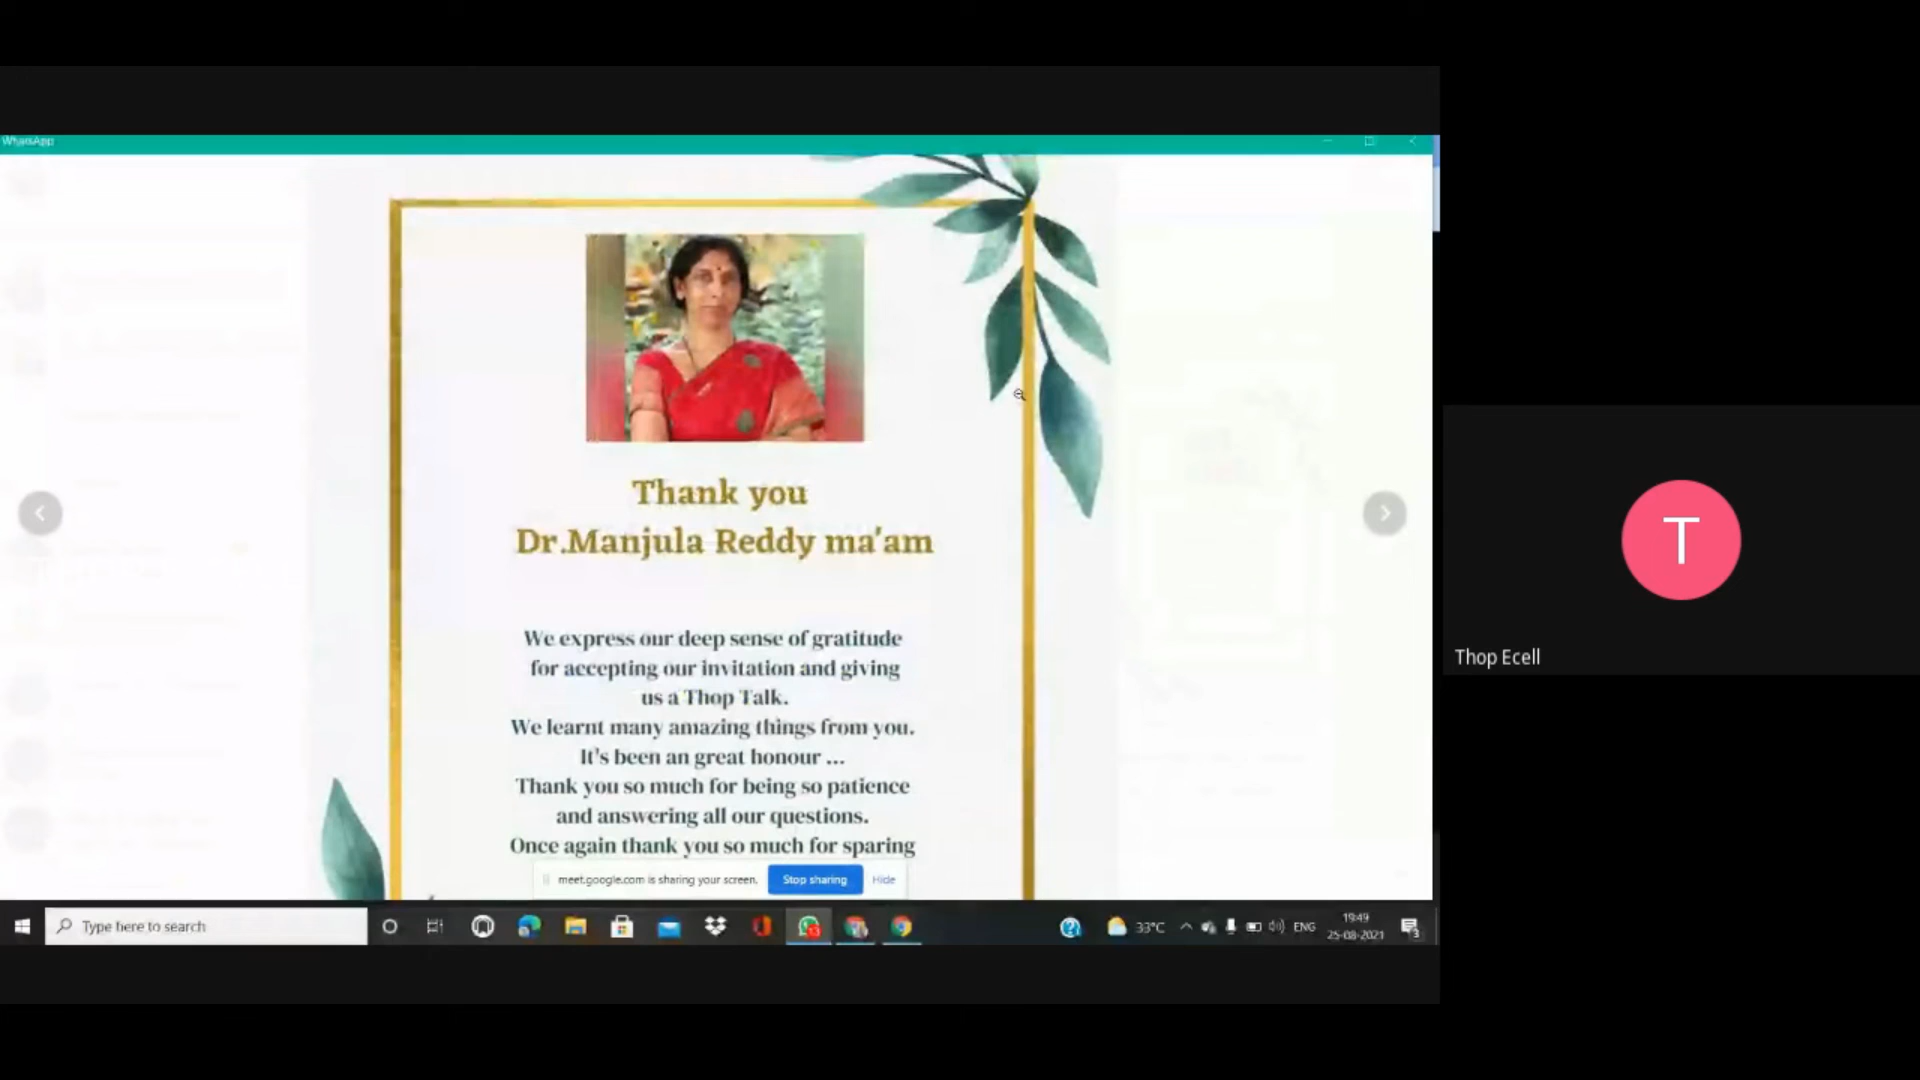 WhatsApp
Thank you
Dr.Manjula Reddy ma'am
We express our deep sense of gratitude
for accepting our invitation and giving
us a Thop Talk.
We learnt many amazing things from you.
It's been an great honour ...
Thank you so much for being so patience
and answering all our questions.
Once again thank you so much for sparing
meet.google.com is sharing your screen.
Stop sharing
Hide
T
Thop Ecell
Type here to search
33°C
ENG
19:49
25-08-2021
3